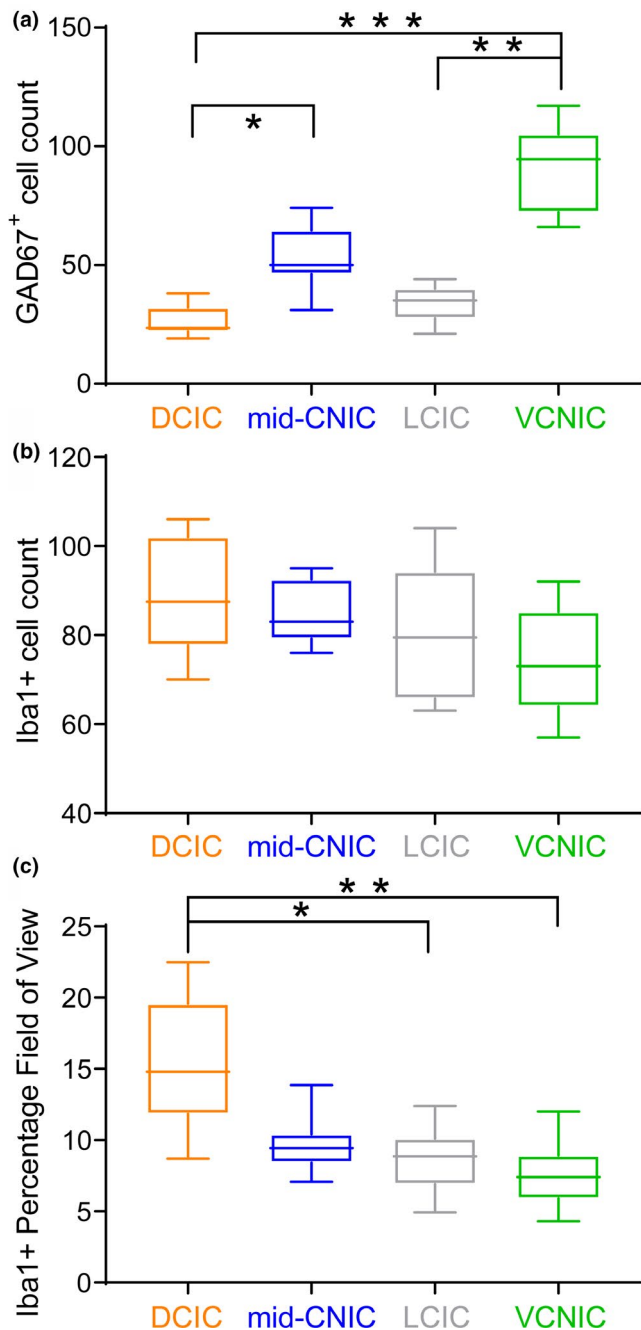 (a)
150
100
50
0
GAD67+ cell count
* * *
* *
*
DCIC mid-CNIC LCIC VCNIC
(b)
120
100
80
60
40
Iba1+ cell count
DCIC mid-CNIC LCIC VCNIC
(c)
25
20
15
10
5
0
Iba1+ Percentage Field of View
* *
*
DCIC mid-CNIC LCIC VCNIC